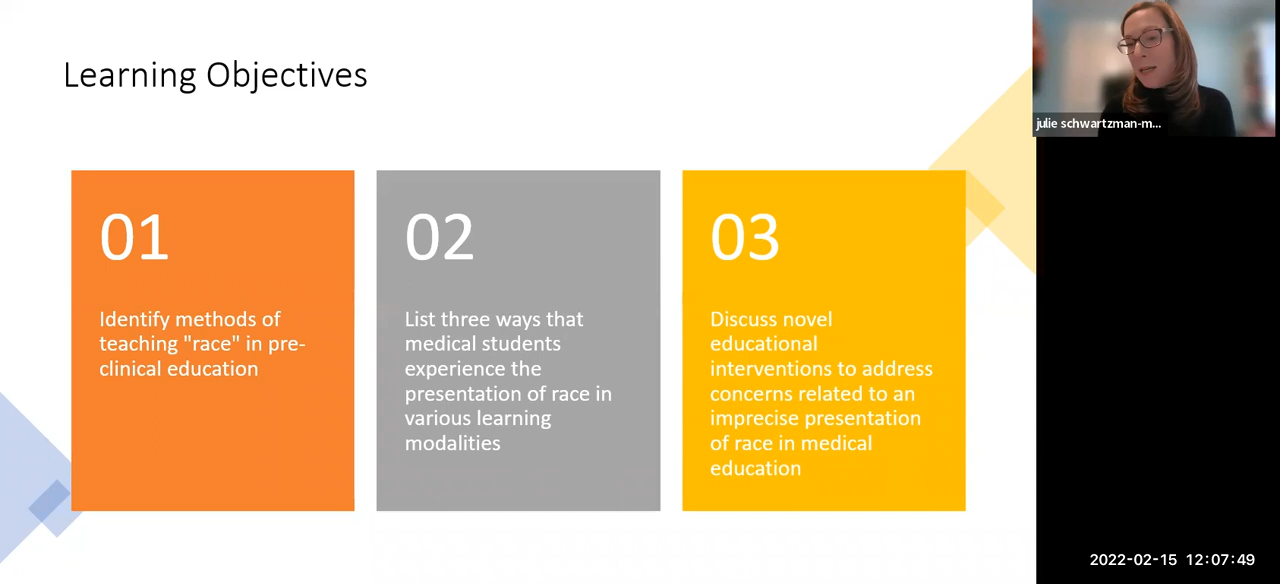 Learning Objectives
julie schwartzman-m...
01
Identify methods of
teaching "race" in pre-
clinical education
02
List three ways that
medical students
experience the
presentation of race in
various learning
modalities
03
Discuss novel
educational
interventions to address
concerns related to an
imprecise presentation
of race in medical
education
2022-02-15 12:07:49